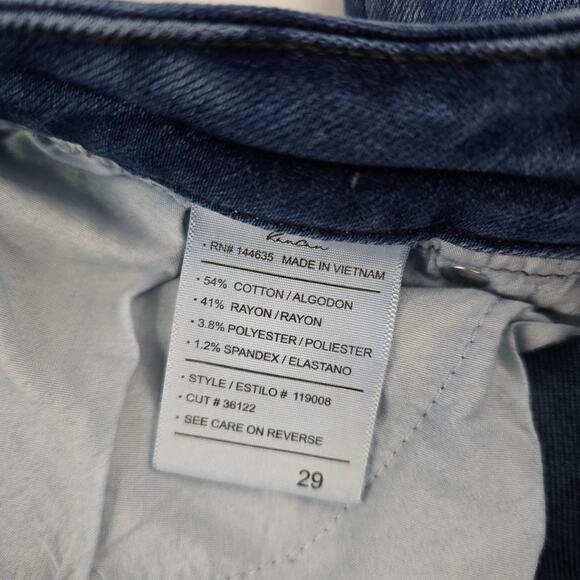 KanCan
· RN# 144635 MADE IN VIETNAM
· 54% COTTON / ALGODON
· 41% RAYON / RAYON
· 3.8% POLYESTER / POLIESTER
· 1.2% SPANDEX / ELASTANO
· STYLE / ESTILO # 119008
· CUT # 36122
· SEE CARE ON REVERSE
29